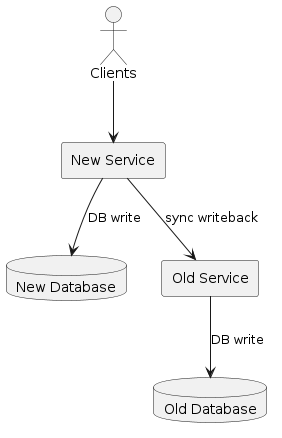 Clients
New Service
DB write
sync writeback
New Database
Old Service
DB write
Old Database